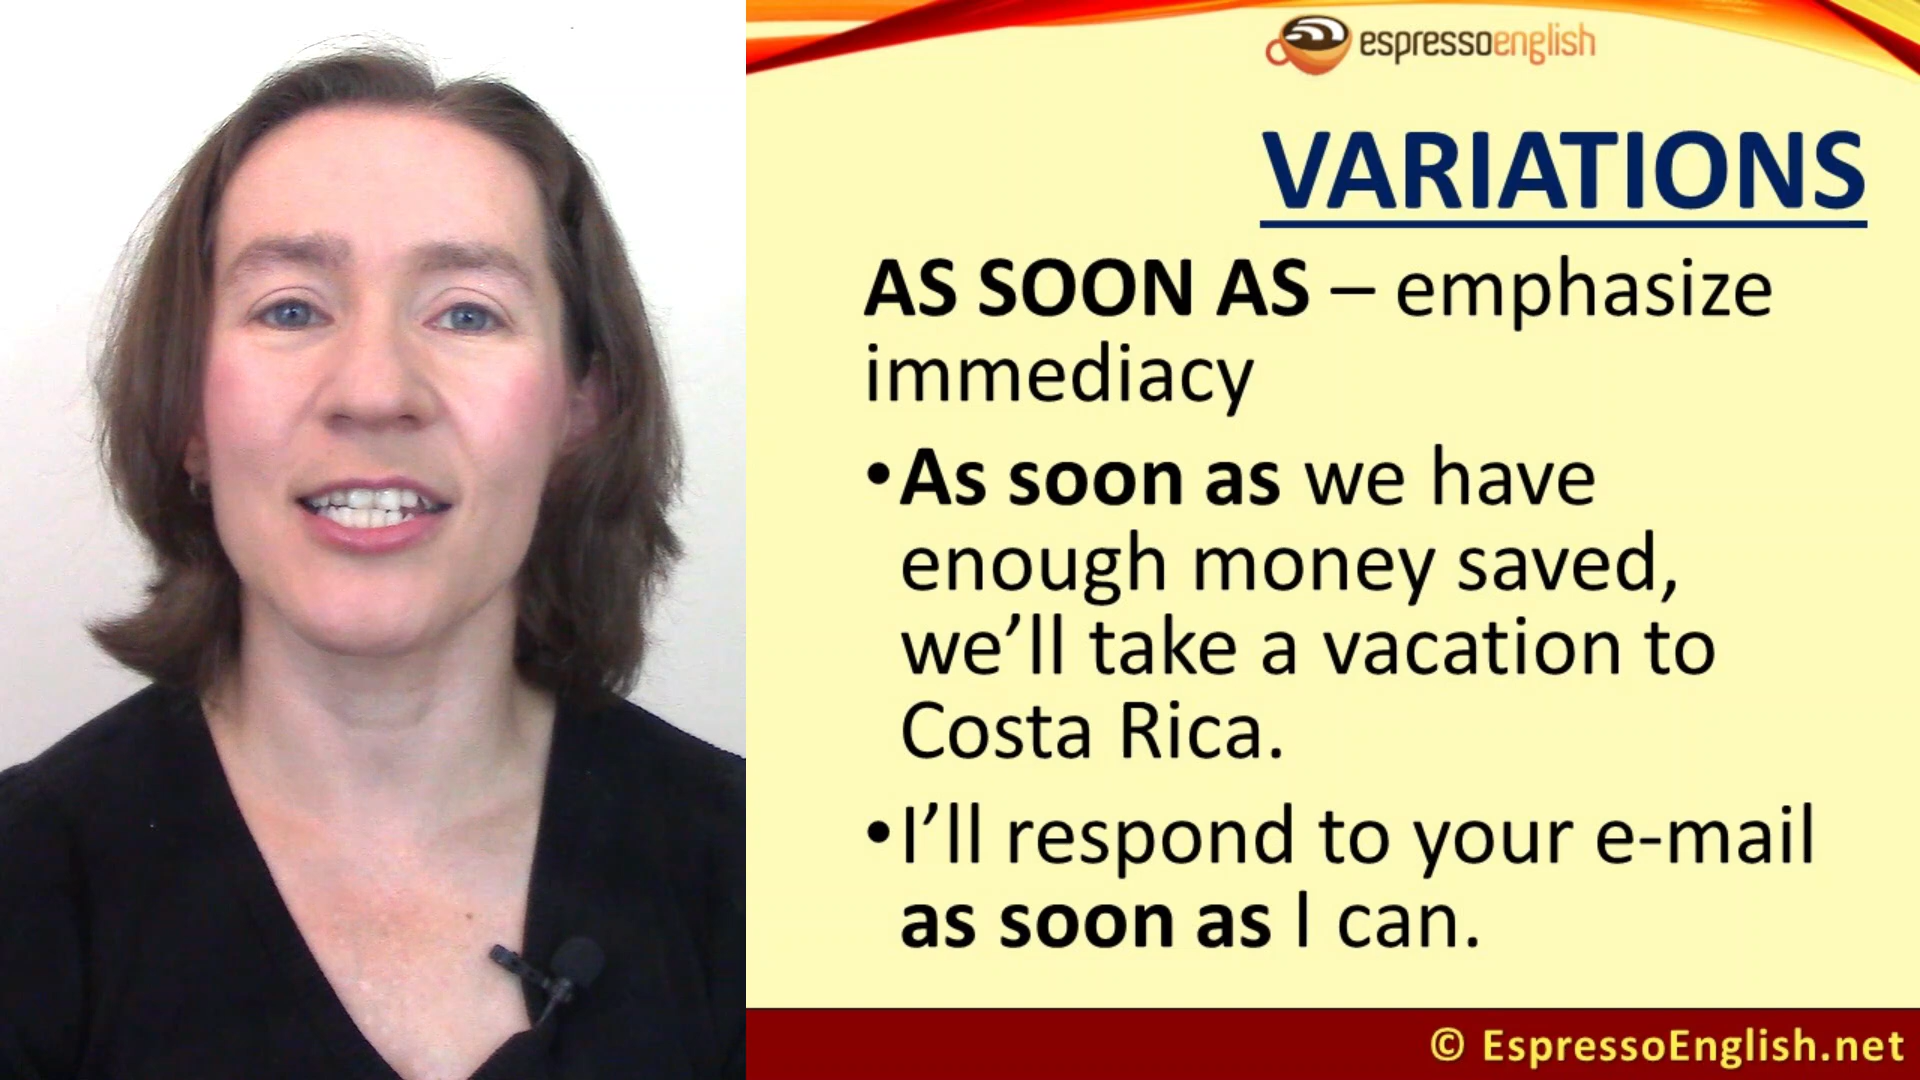 espressoenglish
VARIATIONS
AS SOON AS – emphasize
immediacy
•As soon as we have
enough money saved,
we’ll take a vacation to
Costa Rica.
•I’ll respond to your e-mail
as soon as I can.
© EspressoEnglish.net